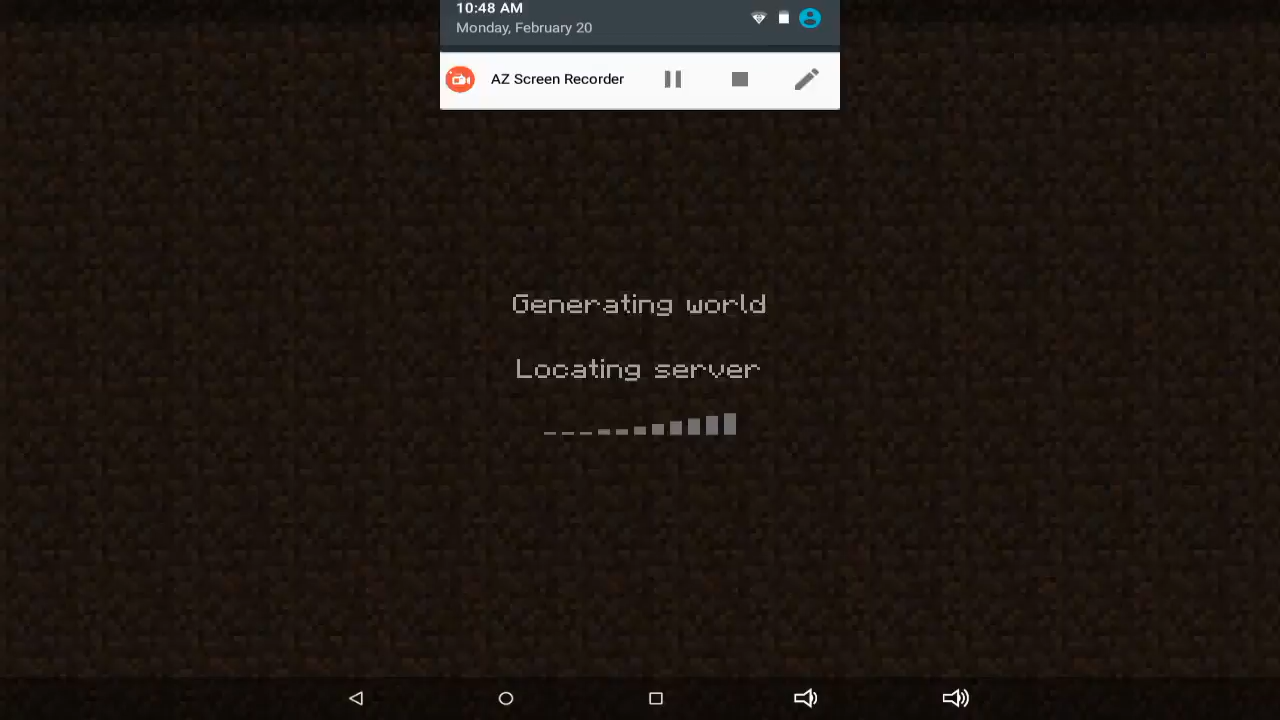 10:48 AM
Monday, February 20
AZ Screen Recorder
Generating world
Locating server